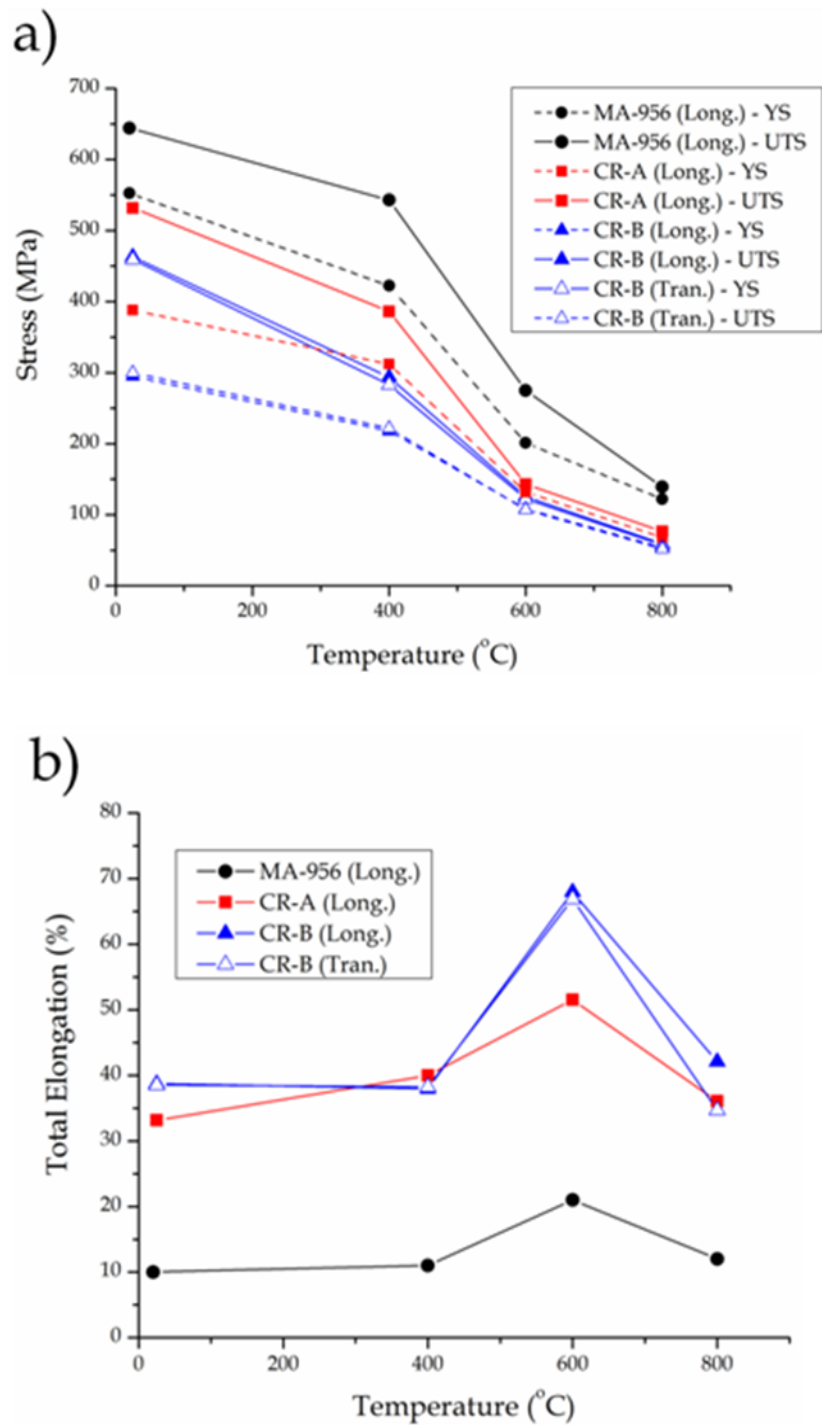 a)
700
600
500
400
300
200
100
0
Stress (MPa)
MA-956 (Long.) - YS
MA-956 (Long.) - UTS
CR-A (Long.) - YS
CR-A (Long.) - UTS
CR-B (Long.) - YS
CR-B (Long.) - UTS
CR-B (Tran.) - YS
CR-B (Tran.) - UTS
0 200 400 600 800
Temperature (°C)
b)
80
70
60
50
40
30
20
10
0
Total Elongation (%)
MA-956 (Long.)
CR-A (Long.)
CR-B (Long.)
CR-B (Tran.)
0 200 400 600 800
Temperature (°C)